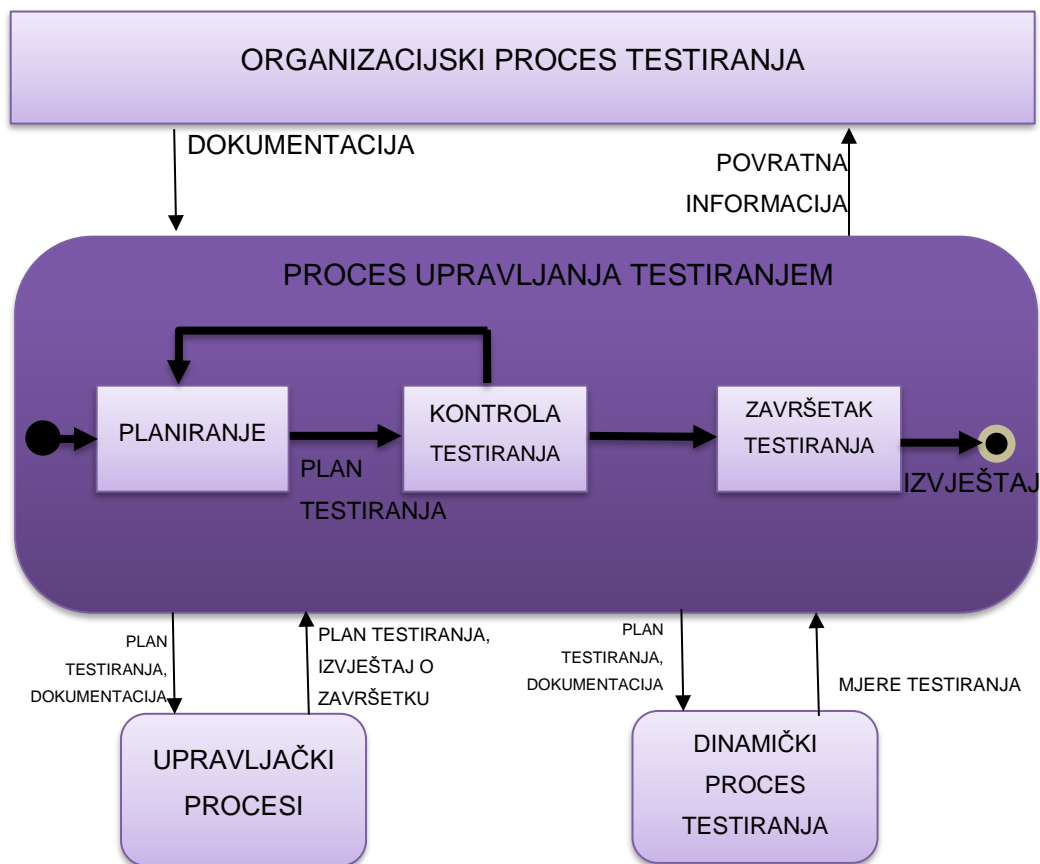 ORGANIZACIJSKI PROCES TESTIRANJA
DOKUMENTACIJA
POVRATNA
INFORMACIJA
PROCES UPRAVLJANJA TESTIRANJEM
PLANIRANJE
PLAN
TESTIRANJA
KONTROLA
TESTIRANJA
ZAVRŠETAK
TESTIRANJA
IZVJEŠTAJ
PLAN
TESTIRANJA,
DOKUMENTACIJA
PLAN TESTIRANJA,
IZVJEŠTAJ O
ZAVRŠETKU
PLAN
TESTIRANJA,
DOKUMENTACIJA
MJERE TESTIRANJA
UPRAVLJAČKI
PROCESI
DINAMIČKI
PROCES
TESTIRANJA